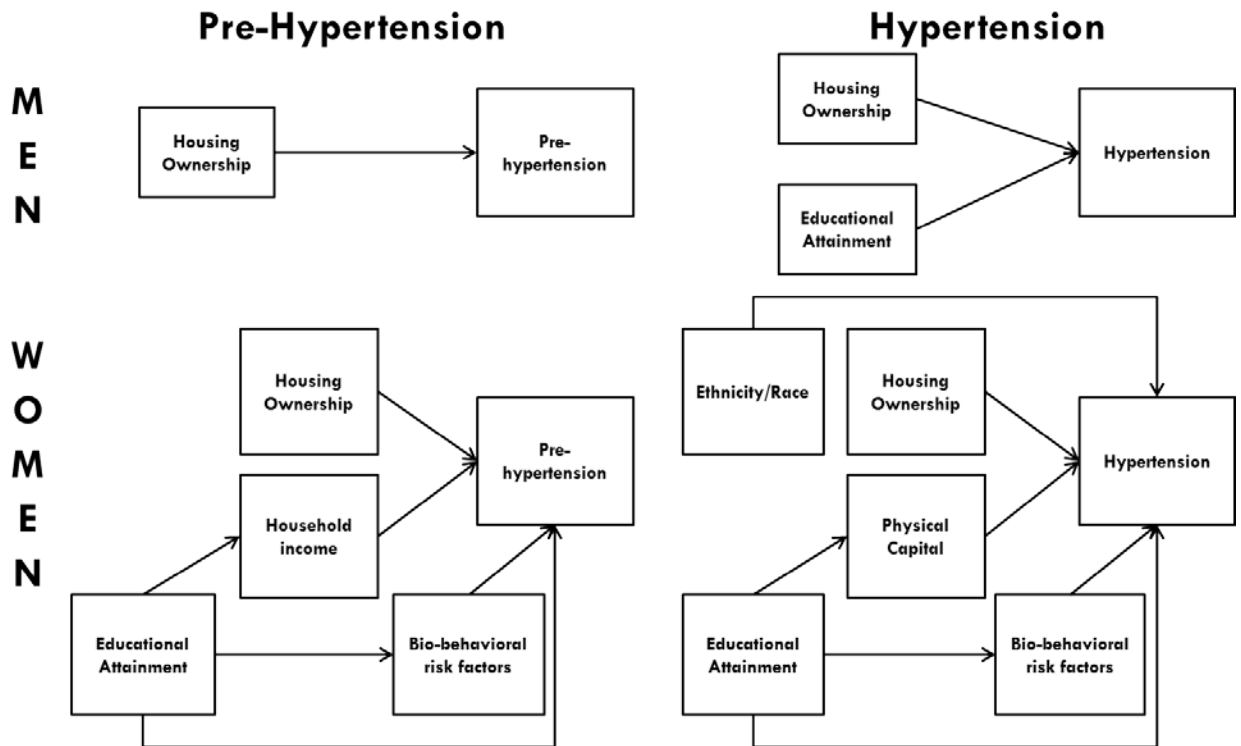 Pre-Hypertension
Hypertension
M
E
N
Housing
Ownership
Pre-
hypertension
Housing
Ownership
Educational
Attainment
Hypertension
W
O
M
E
N
Housing
Ownership
Household
income
Pre-
hypertension
Educational
Attainment
Bio-behavioral
risk factors
Ethnicity/Race
Housing
Ownership
Physical
Capital
Hypertension
Educational
Attainment
Bio-behavioral
risk factors